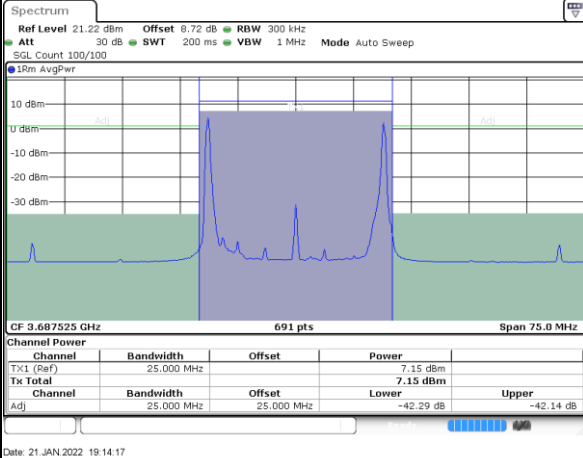 Spectrum
Ref Level 21.22 dBm Offset 8.72 dB RBW 300 kHz
Att 30 dB SWT 200 ms VBW 1 MHz Mode Auto Sweep
SGL Count 100/100
1Rm AvgPwr
10 dBm
Adj Adj
0 dBm
-10 dBm
-20 dBm
-30 dBm
CF 3.687525 GHz 691 pts Span 75.0 MHz
Channel Power
Channel Bandwidth Offset Power
TX1 (Ref) 25.000 MHz 7.15 dBm
Tx Total 7.15 dBm
Channel Bandwidth Offset Lower Upper
Adj 25.000 MHz 25.000 MHz -42.29 dB -42.14 dB
Ready
Date: 21.JAN.2022 19:14:17